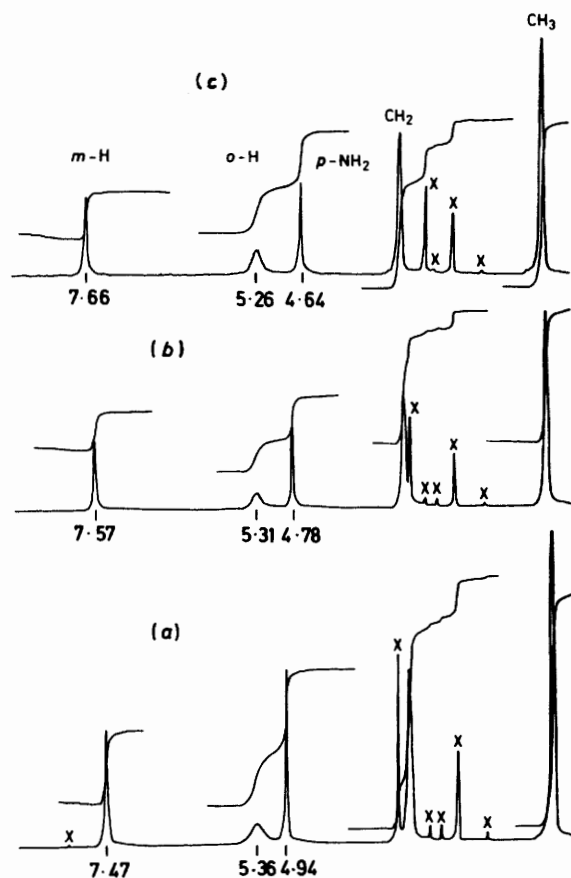 CH3
(c)
CH2
m-H
o-H
p-NH2
X
X
X
X
7·66
5·26
4·64
(b)
X
X
X X
X
7·57
5·31
4·78
(a)
X
X
X X
X
X
7·47
5·36
4·94